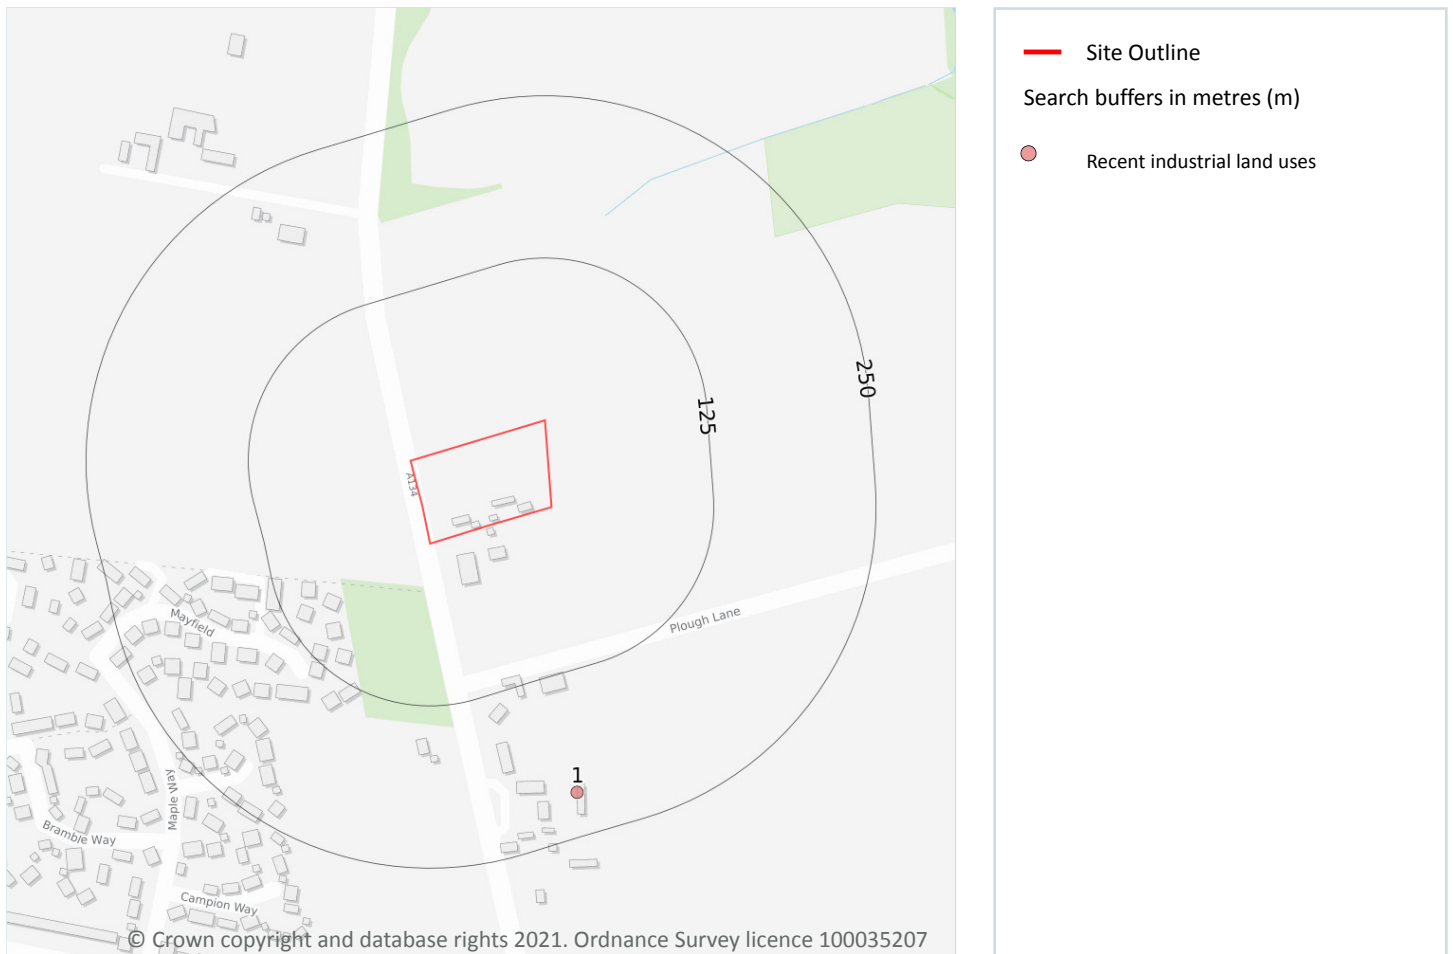 Site Outline
Search buffers in metres (m)
Recent industrial land uses
250
125
A134
Plough Lane
Mayfield
1
Maple Way
Bramble Way
Campion Way
© Crown copyright and database rights 2021. Ordnance Survey licence 100035207